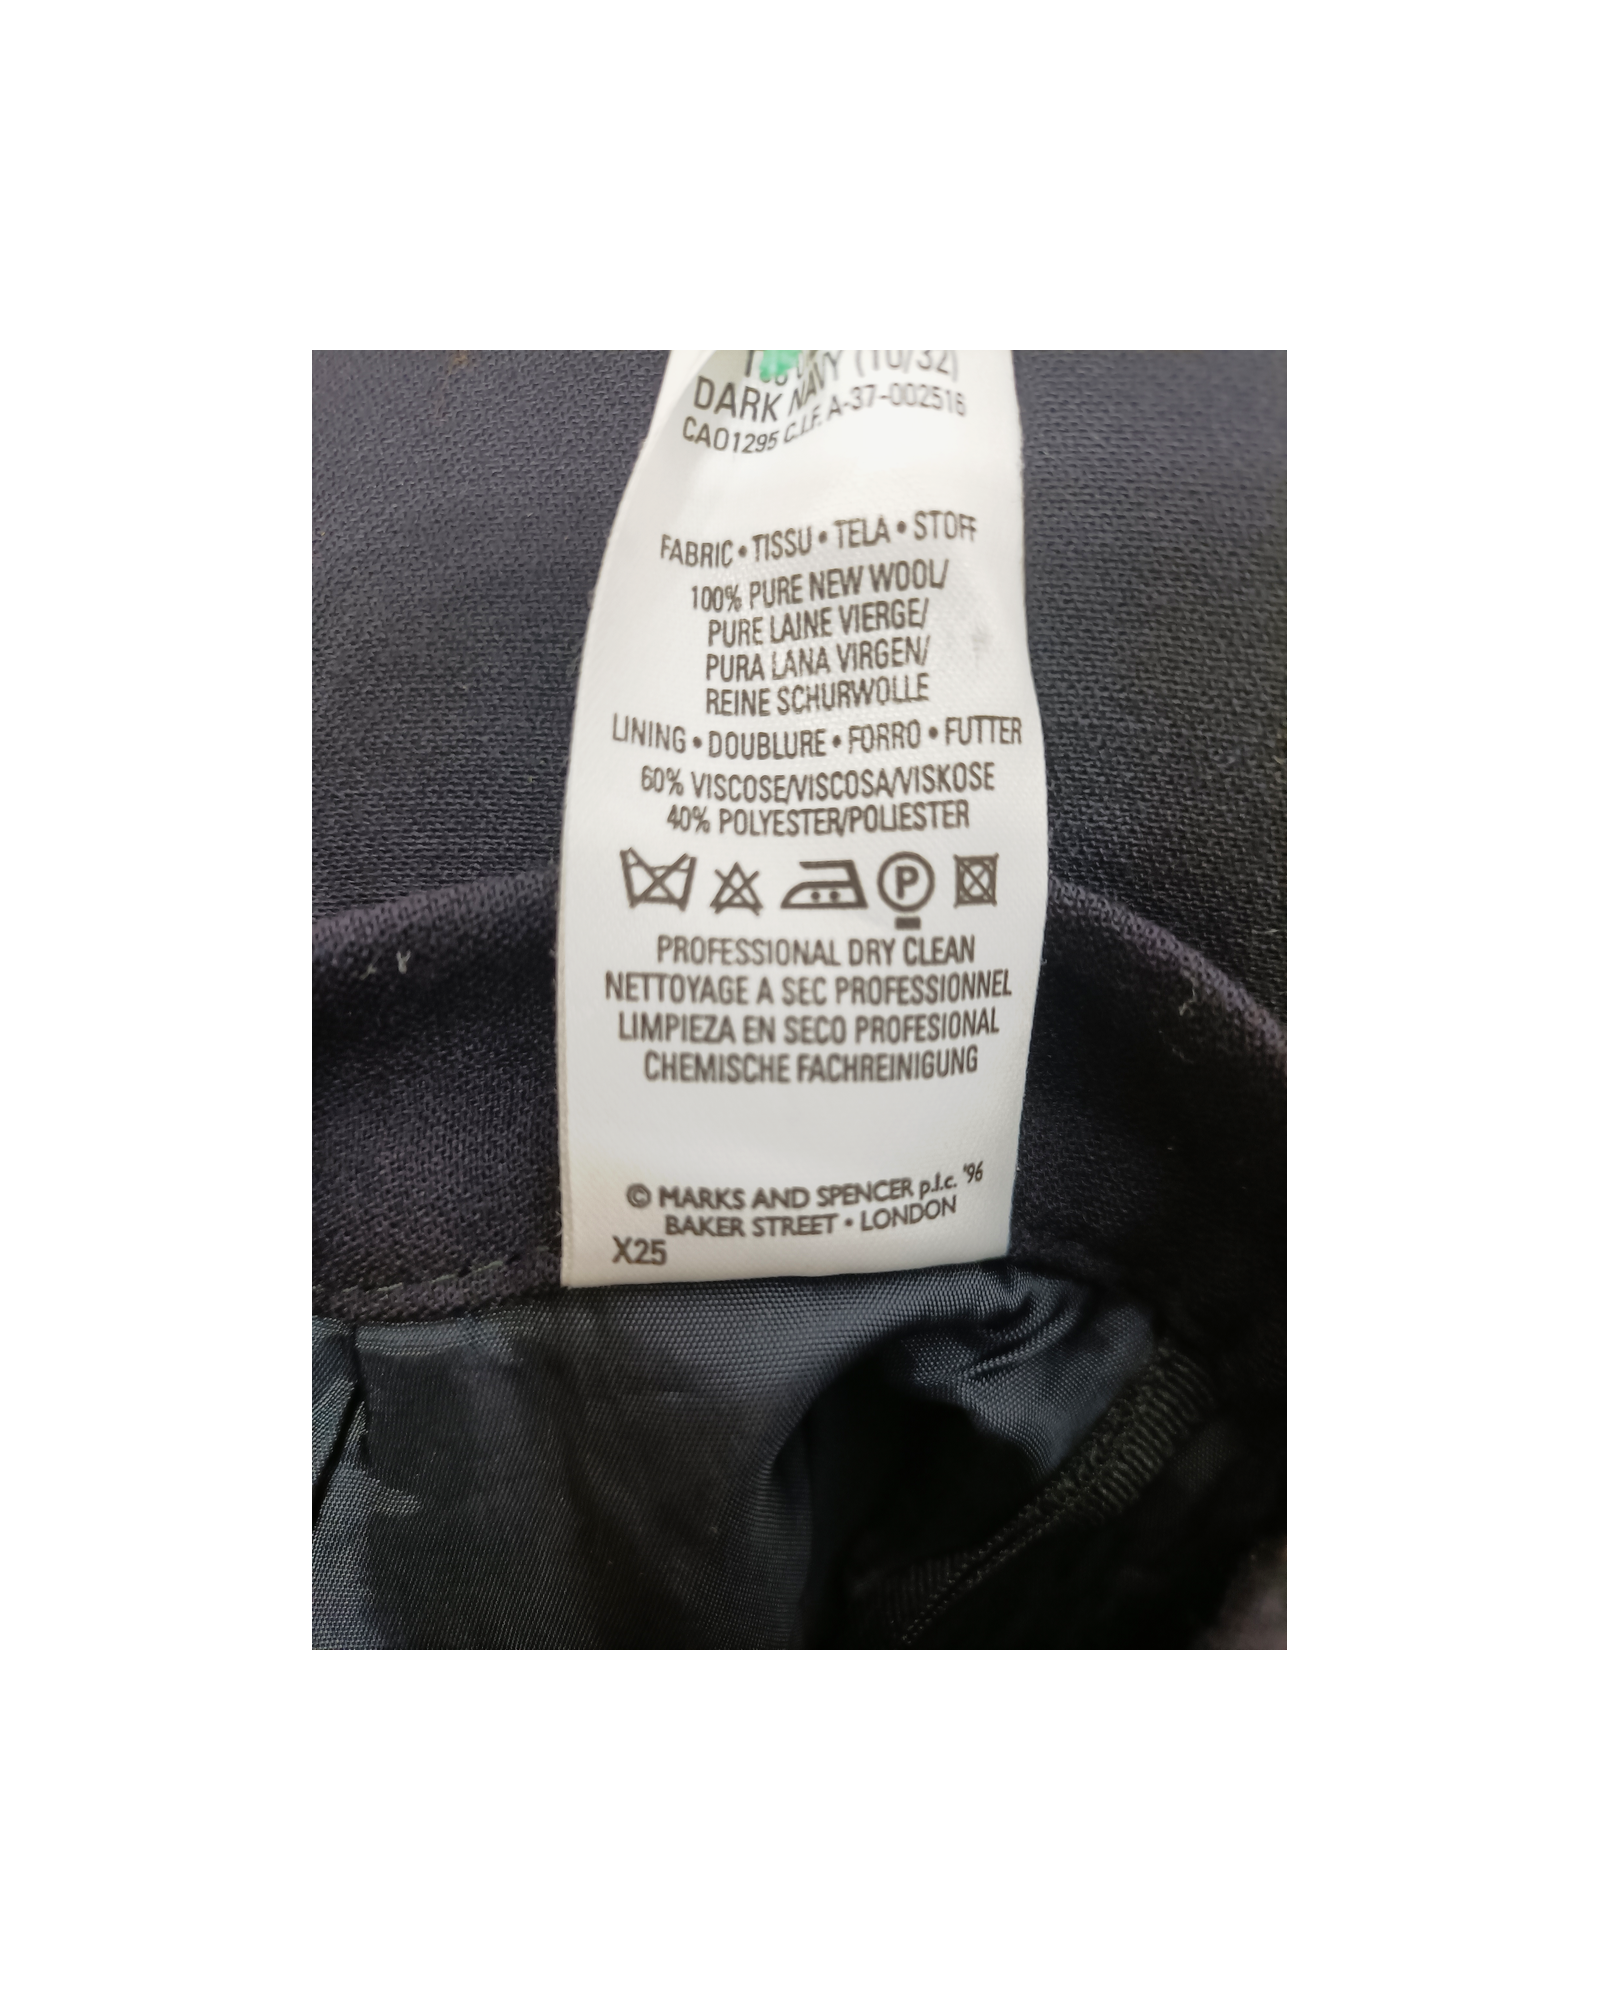 (10/32)
DARK NAVY
CA01295 C.I.F. A-37-002516
FABRIC • TISSU • TELA • STOFF
100% PURE NEW WOOL/
PURE LAINE VIERGE/
PURA LANA VIRGEN/
REINE SCHURWOLLE
LINING • DOUBLURE • FORRO • FUTTER
60% VISCOSE/VISCOSA/VISKOSE
40% POLYESTER/POLIESTER
P
PROFESSIONAL DRY CLEAN
NETTOYAGE A SEC PROFESSIONNEL
LIMPIEZA EN SECO PROFESIONAL
CHEMISCHE FACHREINIGUNG
© MARKS AND SPENCER p.l.c. '96
BAKER STREET • LONDON
X25